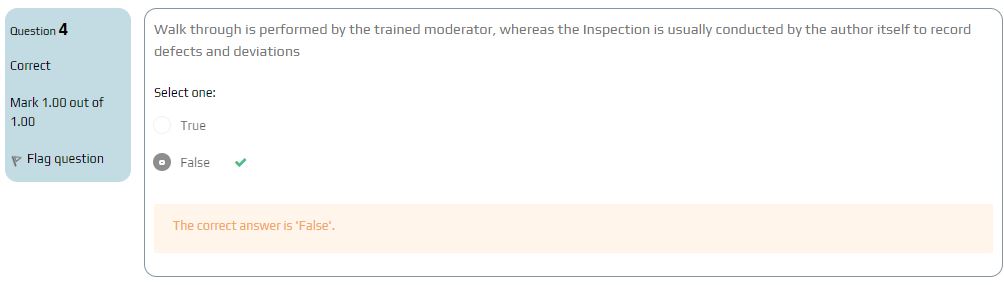 Question 4
Correct
Mark 1.00 out of
1.00
Flag question
Walk through is performed by the trained moderator, whereas the Inspection is usually conducted by the author itself to record
defects and deviations
Select one:
True
False
The correct answer is 'False'.